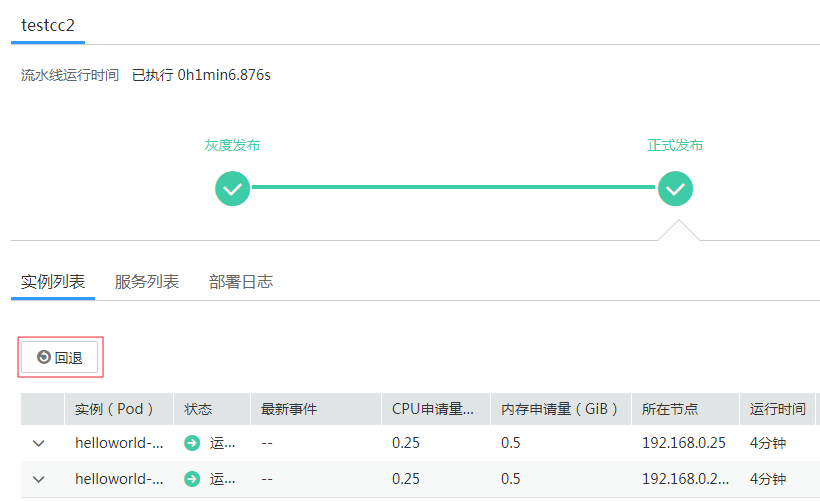 testcc2
流水线运行时间 已执行 0h1min6.876s
灰度发布 正式发布
实例列表 服务列表 部署日志
回退
实例（Pod） 状态 最新事件 CPU申请量... 内存申请量（GiB） 所在节点 运行时间
helloworld-... 运... -- 0.25 0.5 192.168.0.25 4分钟
helloworld-... 运... -- 0.25 0.5 192.168.0.2... 4分钟